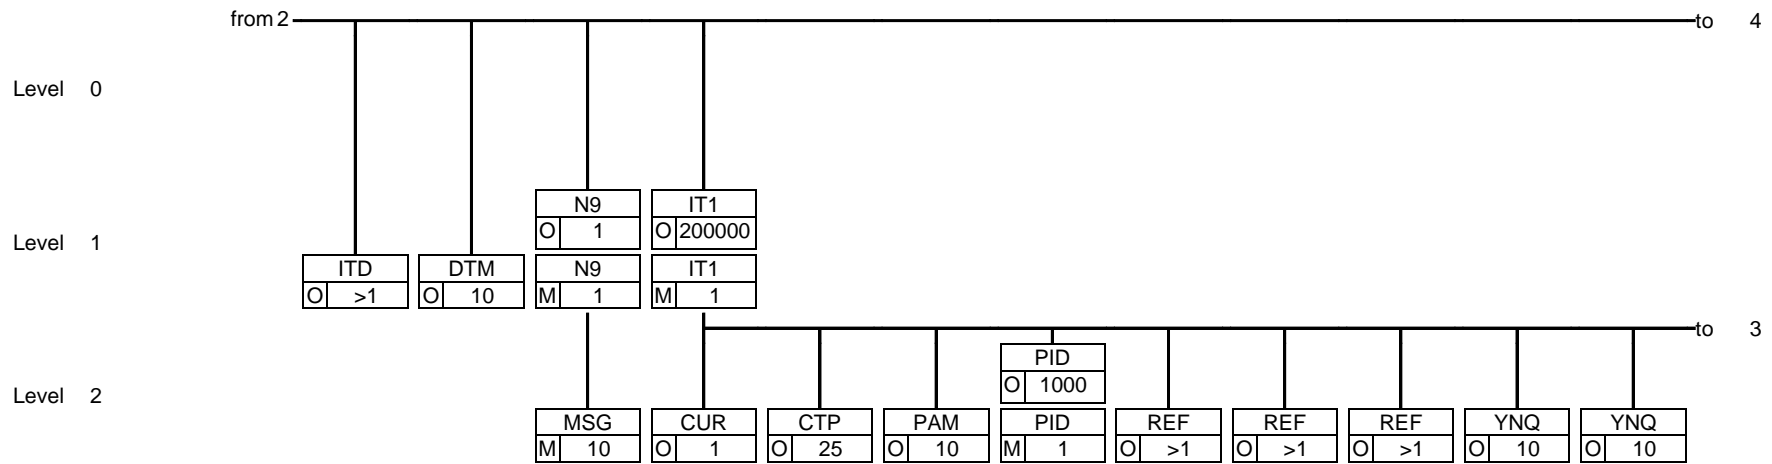 from 2 to 4
Level 0
N9 IT1
O 1 O 200000
Level 1
ITD DTM N9 IT1
O >1 O 10 M 1 M 1
to 3
PID
O 1000
Level 2
MSG CUR CTP PAM PID REF REF REF YNQ YNQ
M 10 O 1 O 25 O 10 M 1 O >1 O >1 O >1 O 10 O 10